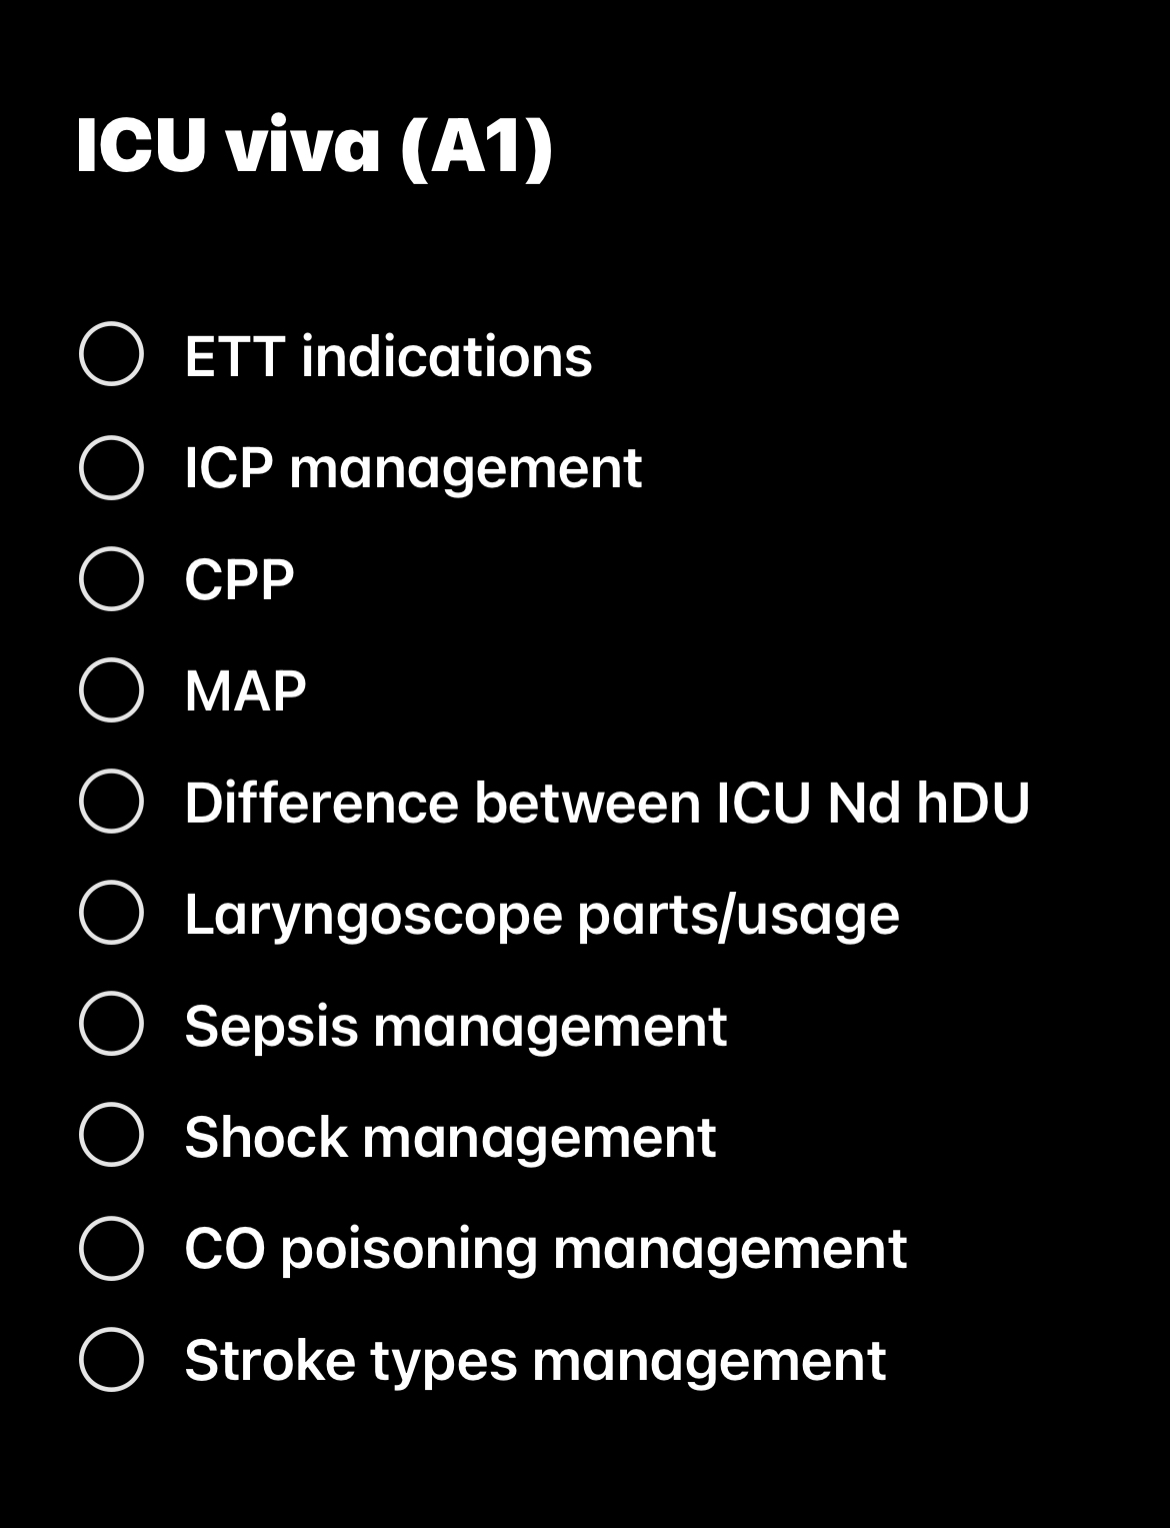 ICU viva (A1)
ETT indications
ICP management
CPP
MAP
Difference between ICU Nd hDU
Laryngoscope parts/usage
Sepsis management
Shock management
CO poisoning management
Stroke types management